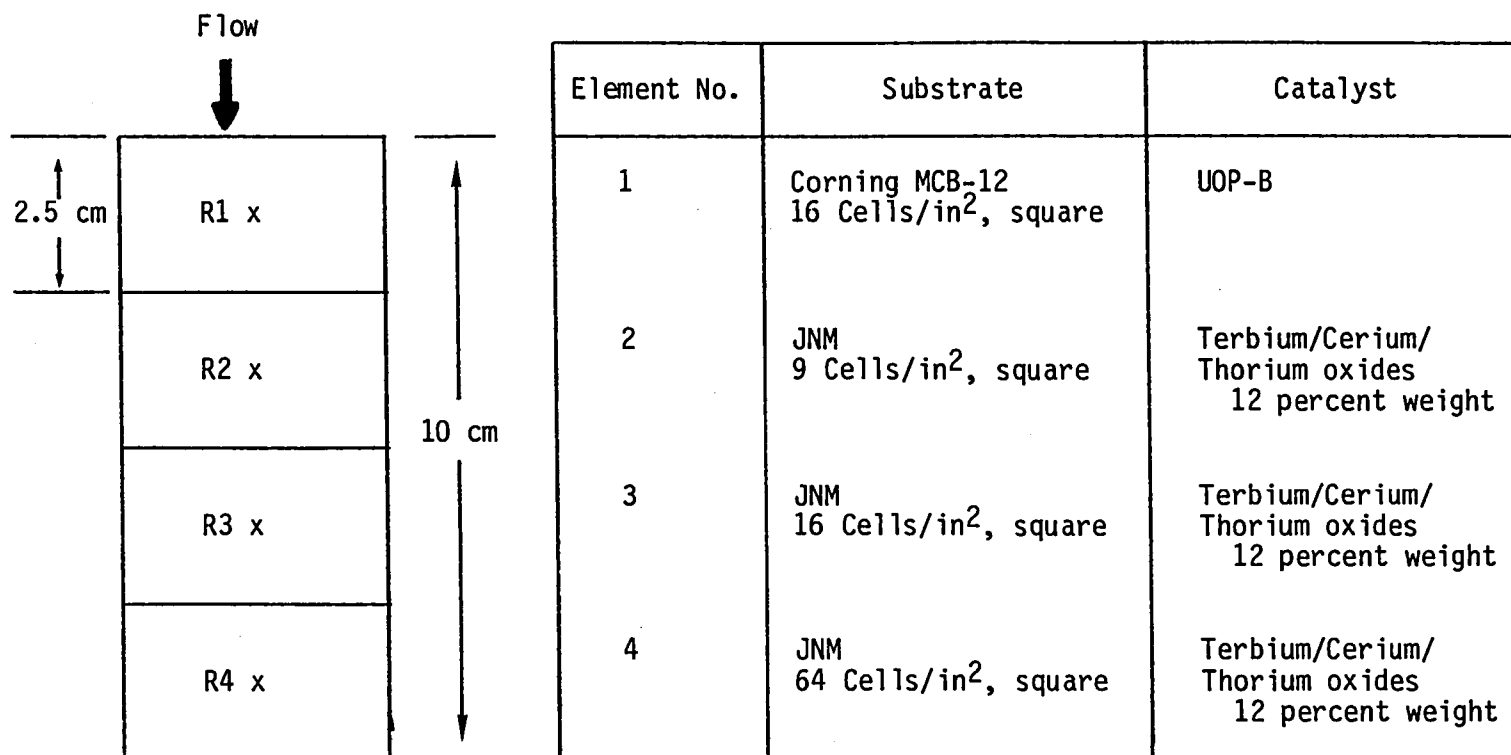 Flow
2.5 cm
R1 x
R2 x
R3 x
R4 x
10 cm
Element No. Substrate Catalyst
1 Corning MCB-12 UOP-B
16 Cells/in2, square
2 JNM Terbium/Cerium/
9 Cells/in2, square Thorium oxides
12 percent weight
3 JNM Terbium/Cerium/
16 Cells/in2, square Thorium oxides
12 percent weight
4 JNM Terbium/Cerium/
64 Cells/in2, square Thorium oxides
12 percent weight